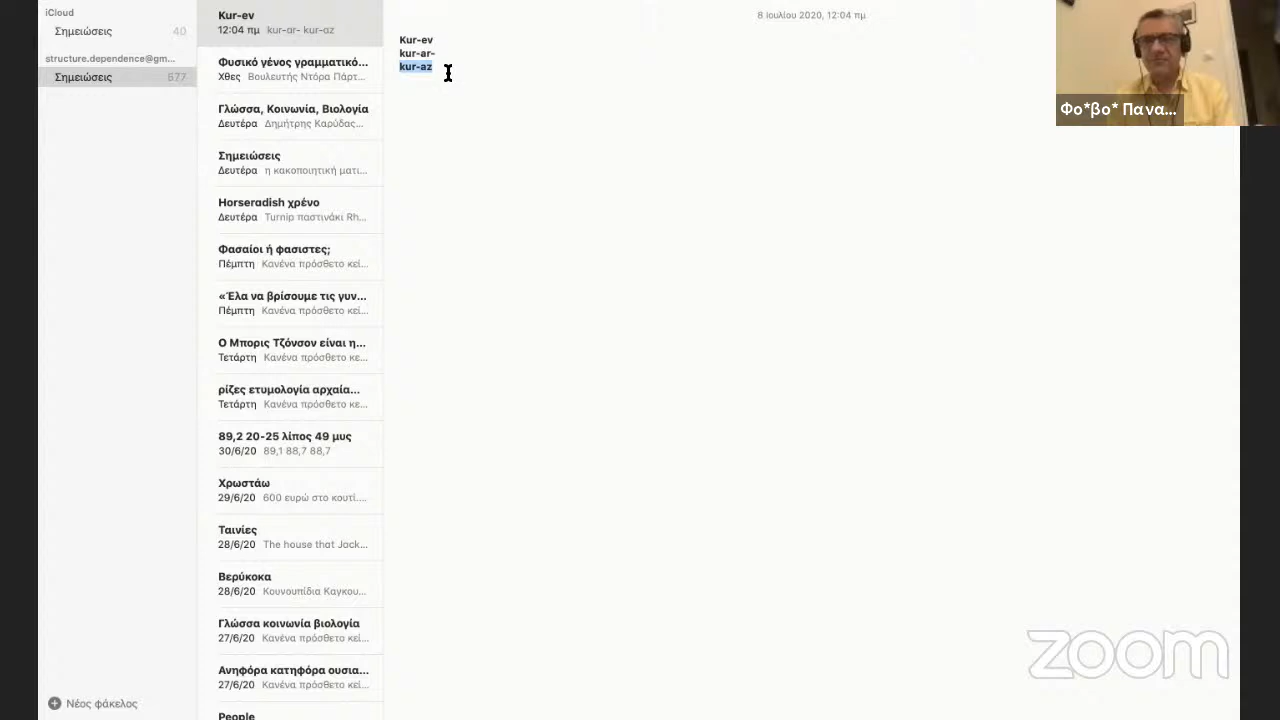 iCloud
Σημειώσεις 40
structure.dependence@gm...
Σημειώσεις 577
Νέος φάκελος
Kur-ev
12:04 πμ kur-ar- kur-az
Φυσικό γένος γραμματικό...
Χθες Βουλευτής Ντόρα Πάρτ...
Γλώσσα, Κοινωνία, Βιολογία
Δευτέρα Δημήτρης Καρύδας...
Σημειώσεις
Δευτέρα η κακοποιητική ματι...
Horseradish χρένο
Δευτέρα Turnip παστινάκι Rh...
Φασαίοι ή φασιστες;
Πέμπτη Κανένα πρόσθετο κεί...
«Έλα να βρίσουμε τις γυν...
Πέμπτη Κανένα πρόσθετο κεί...
Ο Μπορις Τζόνσον είναι η...
Τετάρτη Κανένα πρόσθετο κε...
ρίζες ετυμολογία αρχαία...
Τετάρτη Κανένα πρόσθετο κε...
89,2 20-25 λίπος 49 μυς
30/6/20 89,1 88,7 88,7
Χρωστάω
29/6/20 600 ευρώ στο κουτί....
Ταινίες
28/6/20 The house that Jack...
Βερύκοκα
28/6/20 Κουνουπίδια Καγκου...
Γλώσσα κοινωνία βιολογία
27/6/20 Κανένα πρόσθετο κεί...
Ανηφόρα κατηφόρα ουσια...
27/6/20 Κανένα πρόσθετο κεί...
People
8 Ιουλίου 2020, 12:04 πμ
Kur-ev
kur-ar-
kur-az
Φο*βο* Πανα...
zoom